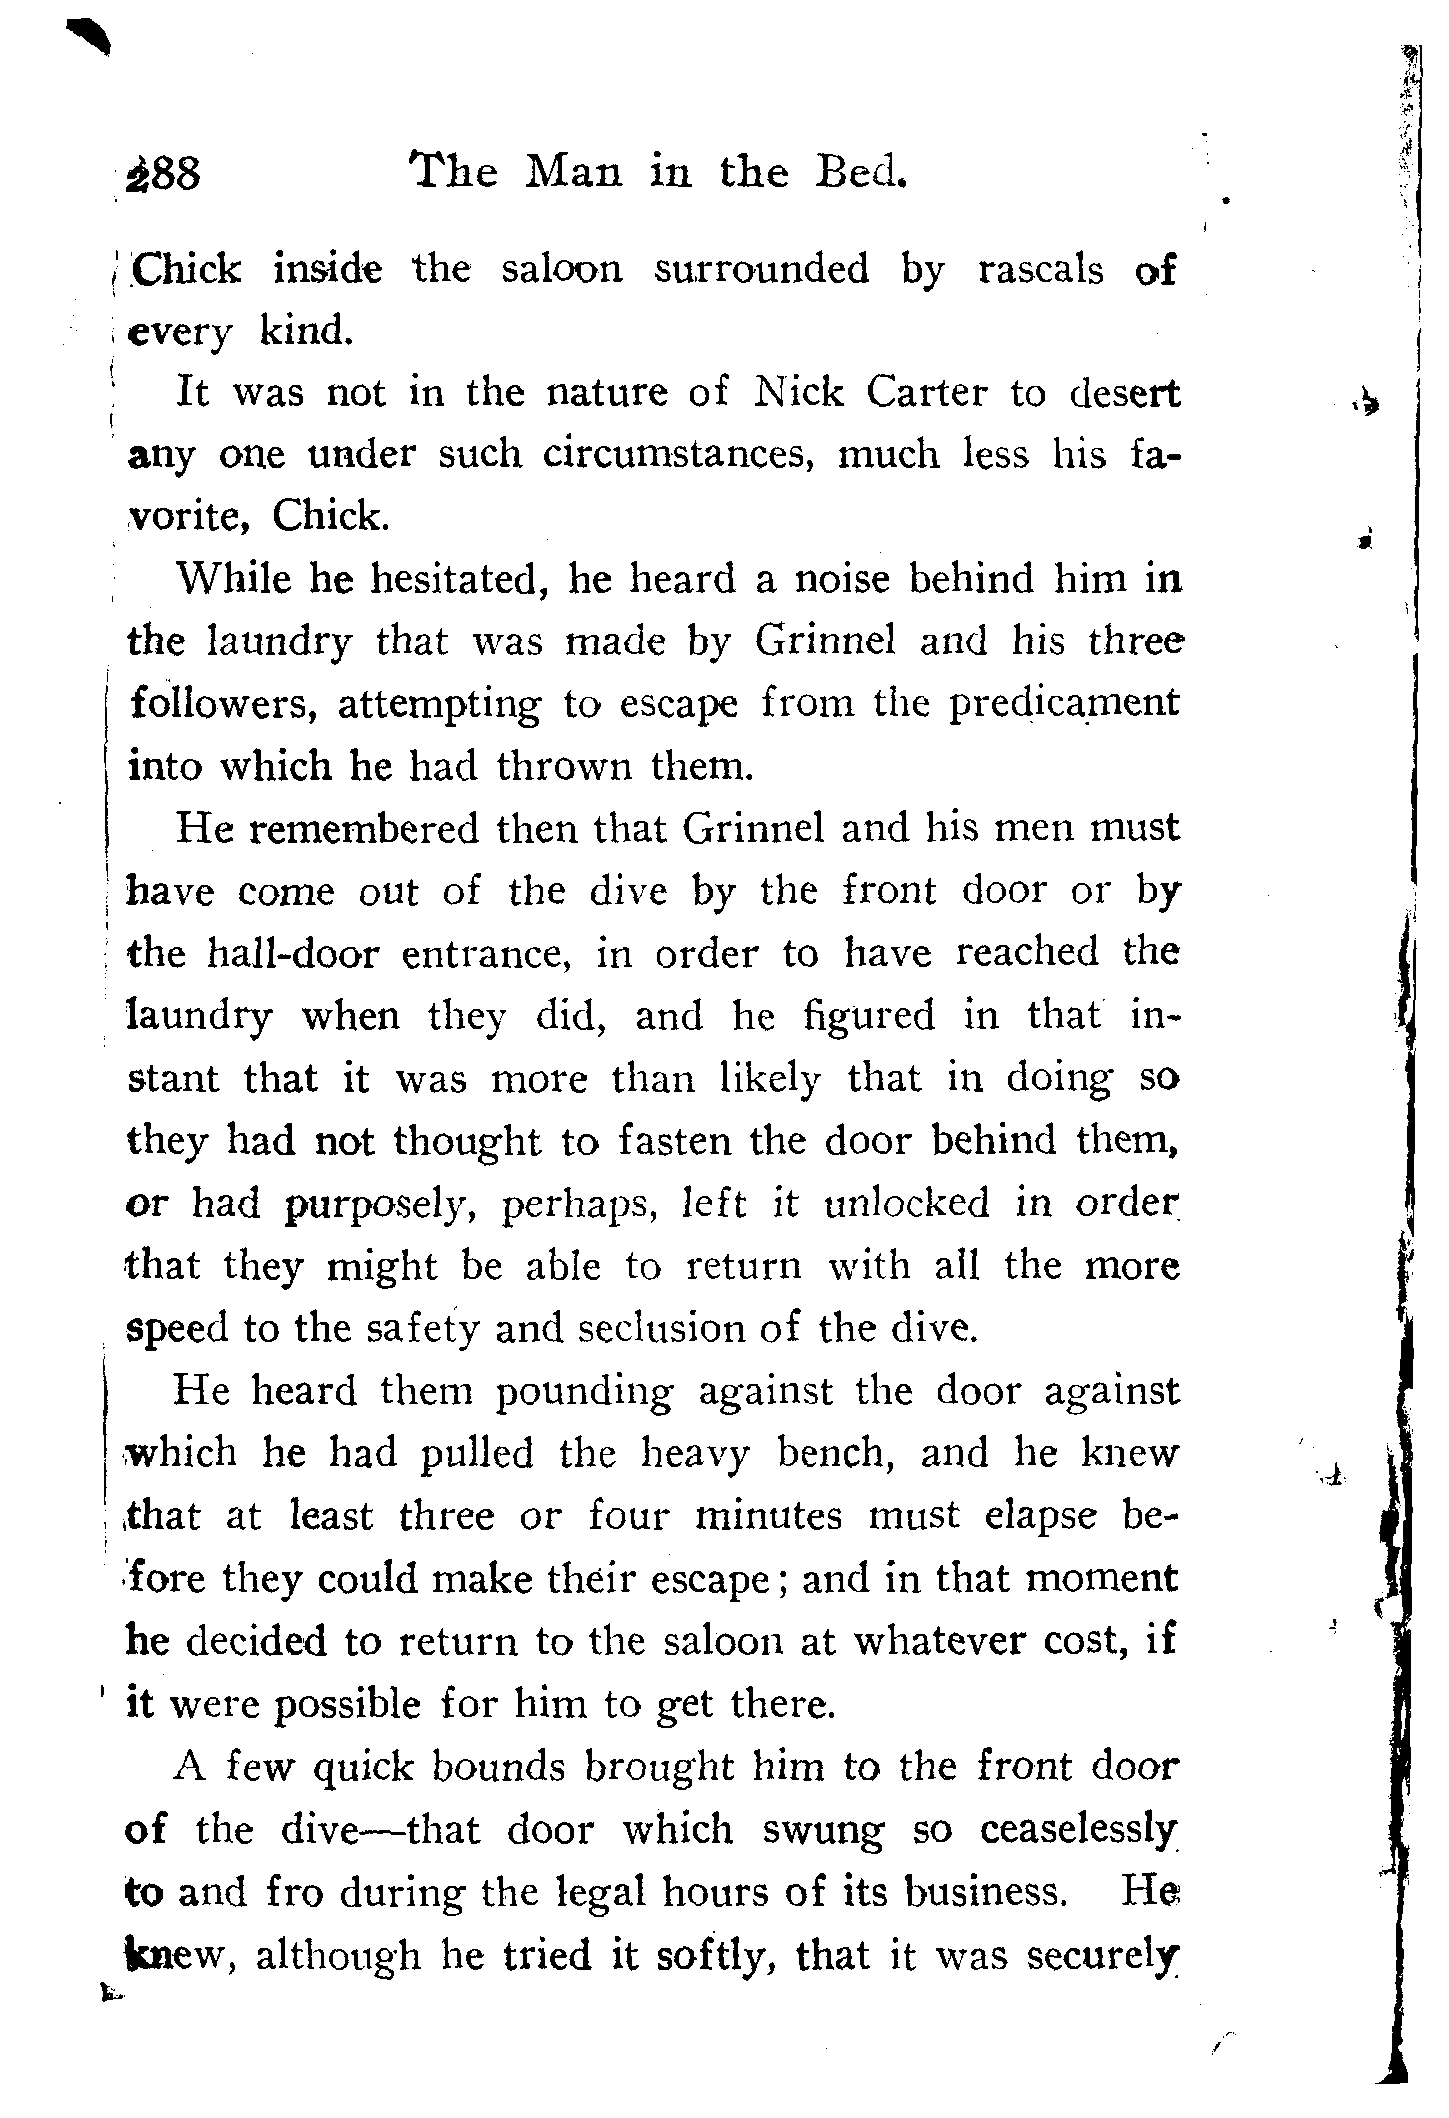 288 The Man in the Bed.
Chick inside the saloon surrounded by rascals of
every kind.
It was not in the nature of Nick Carter to desert
any one under such circumstances, much less his fa-
vorite, Chick.
While he hesitated, he heard a noise behind him in
the laundry that was made by Grinnel and his three
followers, attempting to escape from the predicament
into which he had thrown them.
He remembered then that Grinnel and his men must
have come out of the dive by the front door or by
the hall-door entrance, in order to have reached the
laundry when they did, and he figured in that in-
stant that it was more than likely that in doing so
they had not thought to fasten the door behind them,
or had purposely, perhaps, left it unlocked in order
that they might be able to return with all the more
speed to the safety and seclusion of the dive.
He heard them pounding against the door against
which he had pulled the heavy bench, and he knew
that at least three or four minutes must elapse be-
fore they could make their escape; and in that moment
he decided to return to the saloon at whatever cost, if
it were possible for him to get there.
A few quick bounds brought him to the front door
of the dive—that door which swung so ceaselessly
to and fro during the legal hours of its business. He
knew, although he tried it softly, that it was securely